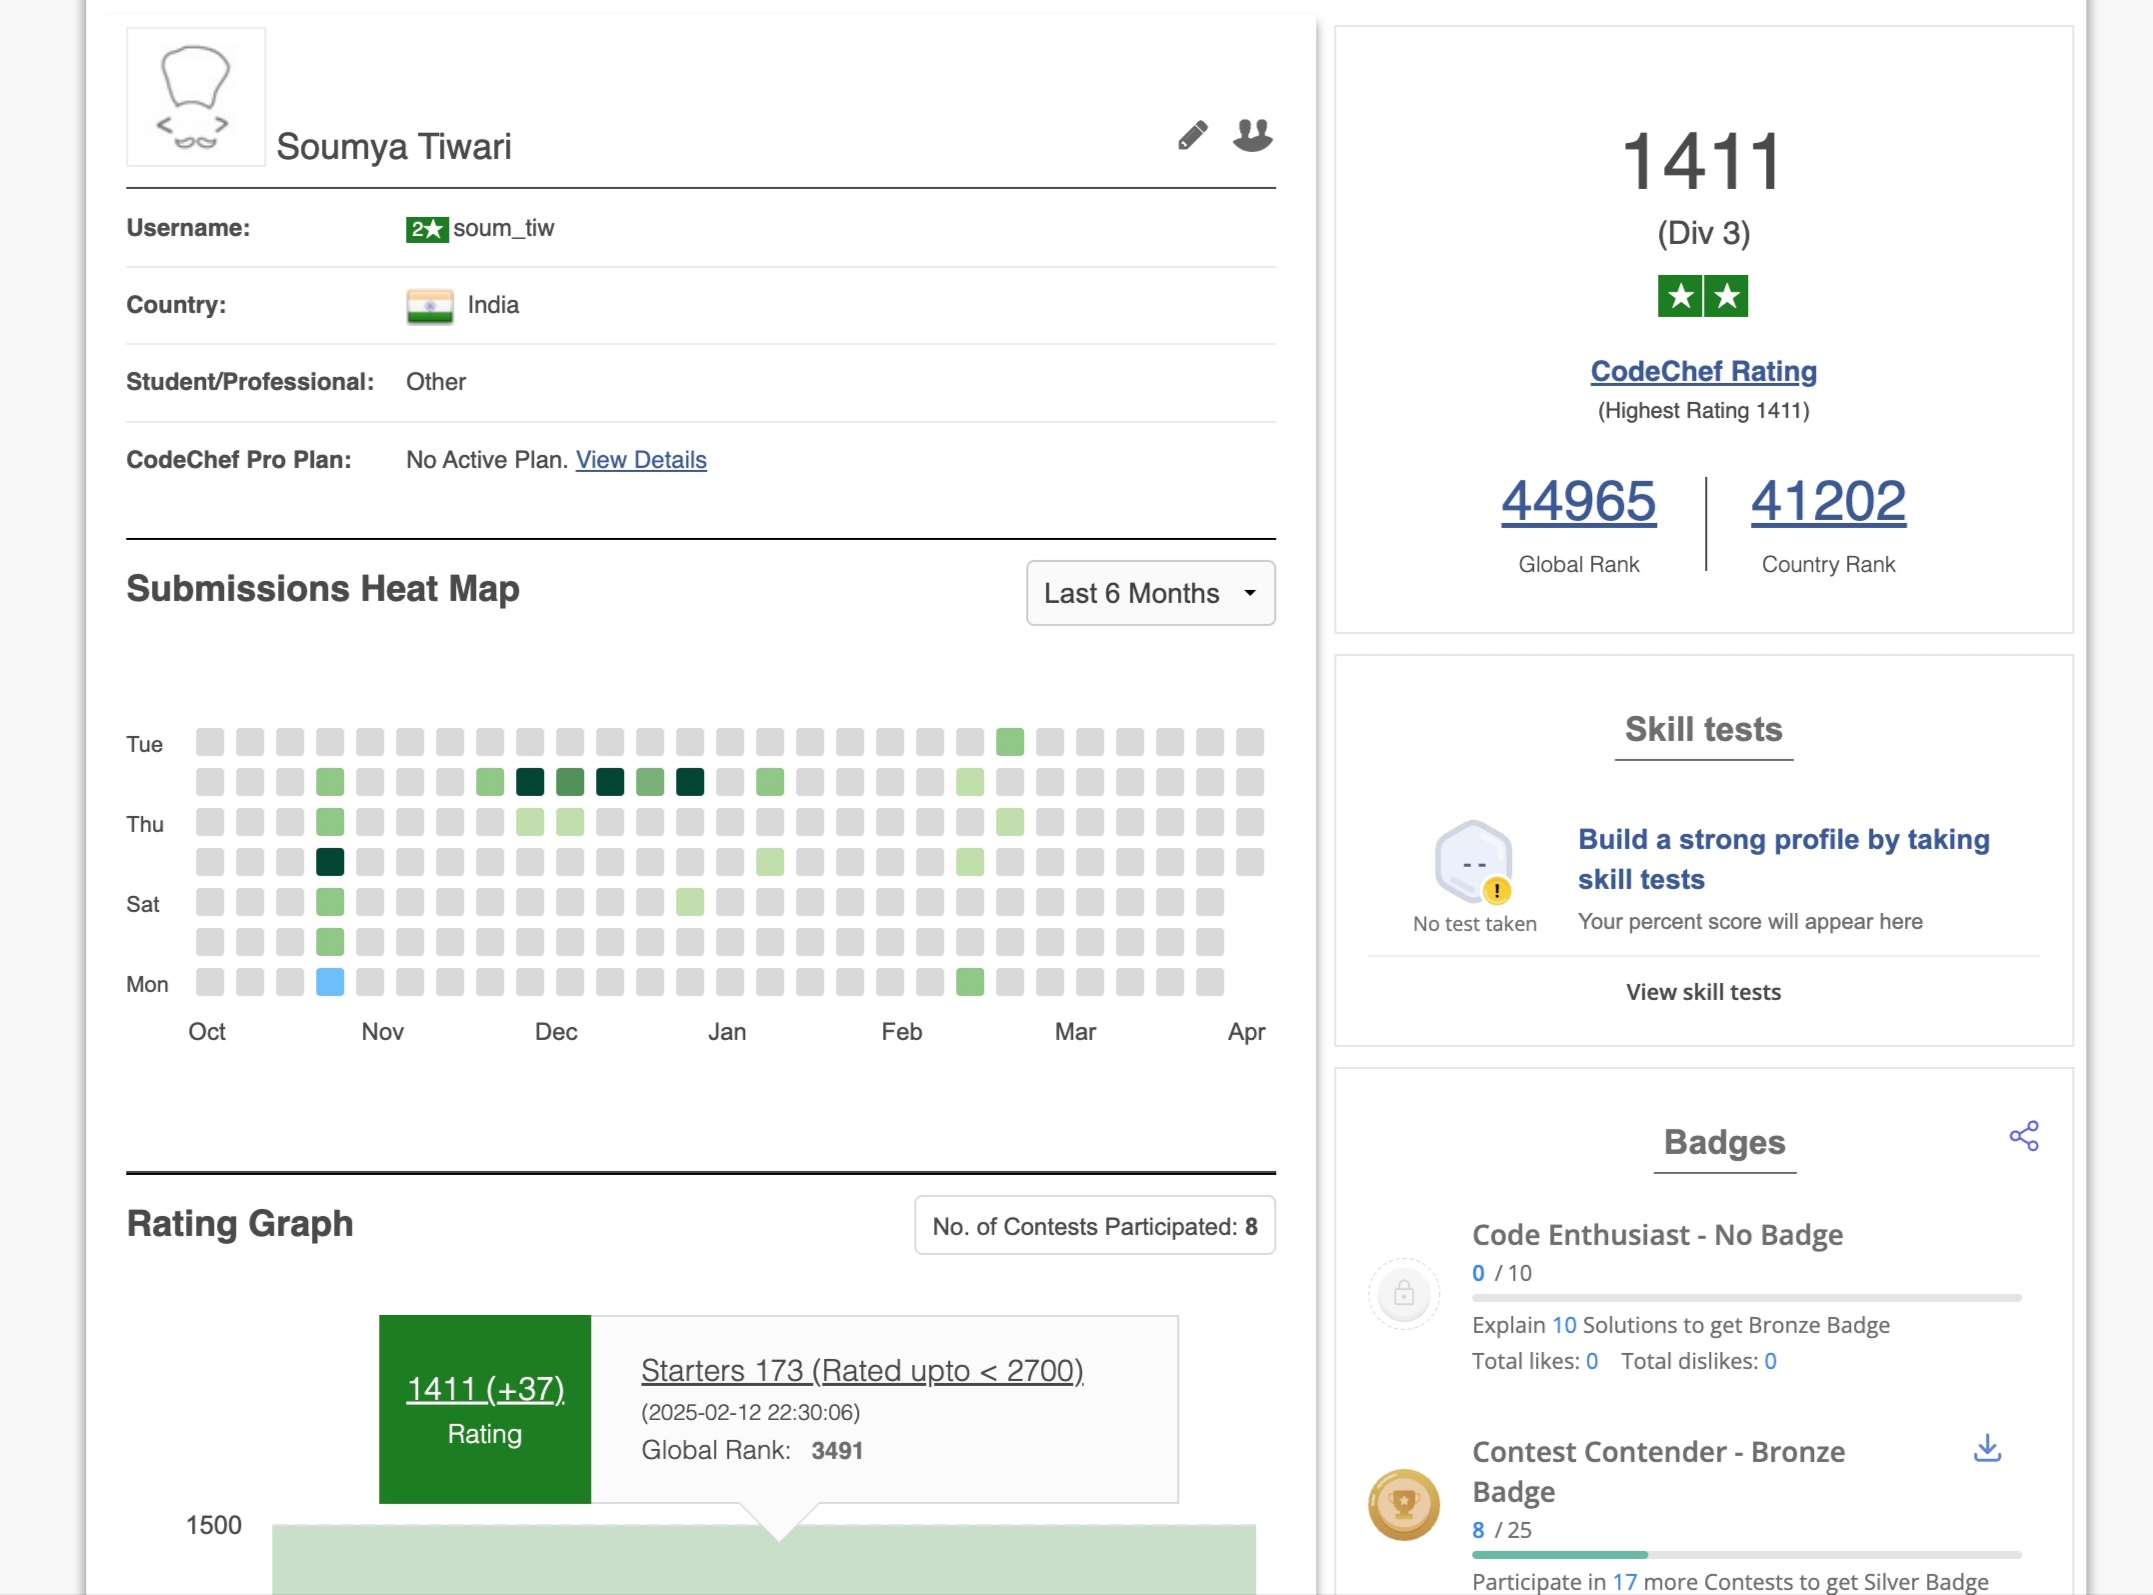 Soumya Tiwari
Username: 2★ soum_tiw
Country: India
Student/Professional: Other
CodeChef Pro Plan: No Active Plan. View Details
Submissions Heat Map
Last 6 Months
Tue
Thu
Sat
Mon
Oct Nov Dec Jan Feb Mar Apr
Rating Graph
No. of Contests Participated: 8
1411 (+37)
Rating
Starters 173 (Rated upto < 2700)
(2025-02-12 22:30:06)
Global Rank: 3491
1500
1411
(Div 3)
★★
CodeChef Rating
(Highest Rating 1411)
44965 41202
Global Rank Country Rank
Skill tests
--
!
No test taken
Build a strong profile by taking
skill tests
Your percent score will appear here
View skill tests
Badges
Code Enthusiast - No Badge
0 / 10
Explain 10 Solutions to get Bronze Badge
Total likes: 0 Total dislikes: 0
Contest Contender - Bronze
Badge
8 / 25
Participate in 17 more Contests to get Silver Badge